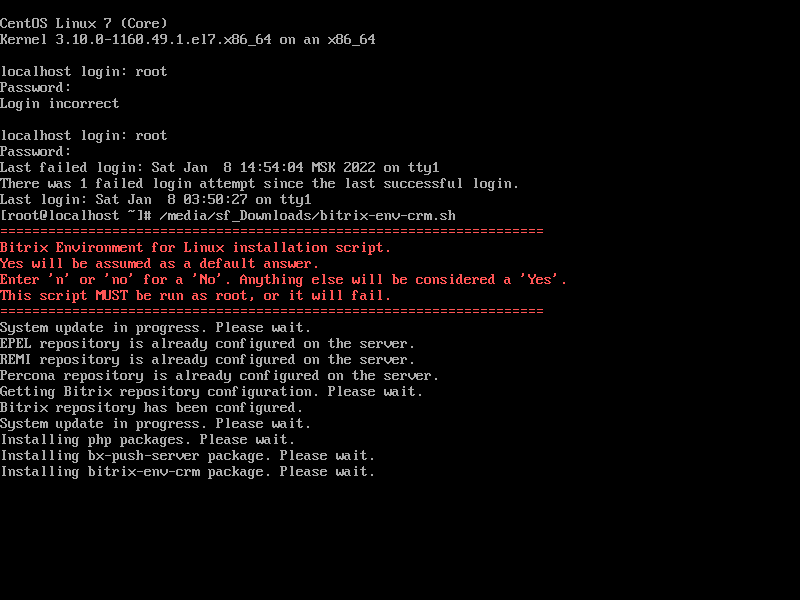 CentOS Linux 7 (Core)
Kernel 3.10.0-1160.49.1.el7.x86_64 on an x86_64
localhost login: root
Password:
Login incorrect
localhost login: root
Password:
Last failed login: Sat Jan  8 14:54:04 MSK 2022 on tty1
There was 1 failed login attempt since the last successful login.
Last login: Sat Jan  8 03:50:27 on tty1
[root@localhost ~]# /media/sf_Downloads/bitrix-env-crm.sh
====================================================================
Bitrix Environment for Linux installation script.
Yes will be assumed as a default answer.
Enter 'n' or 'no' for a 'No'. Anything else will be considered a 'Yes'.
This script MUST be run as root, or it will fail.
====================================================================
System update in progress. Please wait.
EPEL repository is already configured on the server.
REMI repository is already configured on the server.
Percona repository is already configured on the server.
Getting Bitrix repository configuration. Please wait.
Bitrix repository has been configured.
System update in progress. Please wait.
Installing php packages. Please wait.
Installing bx-push-server package. Please wait.
Installing bitrix-env-crm package. Please wait.